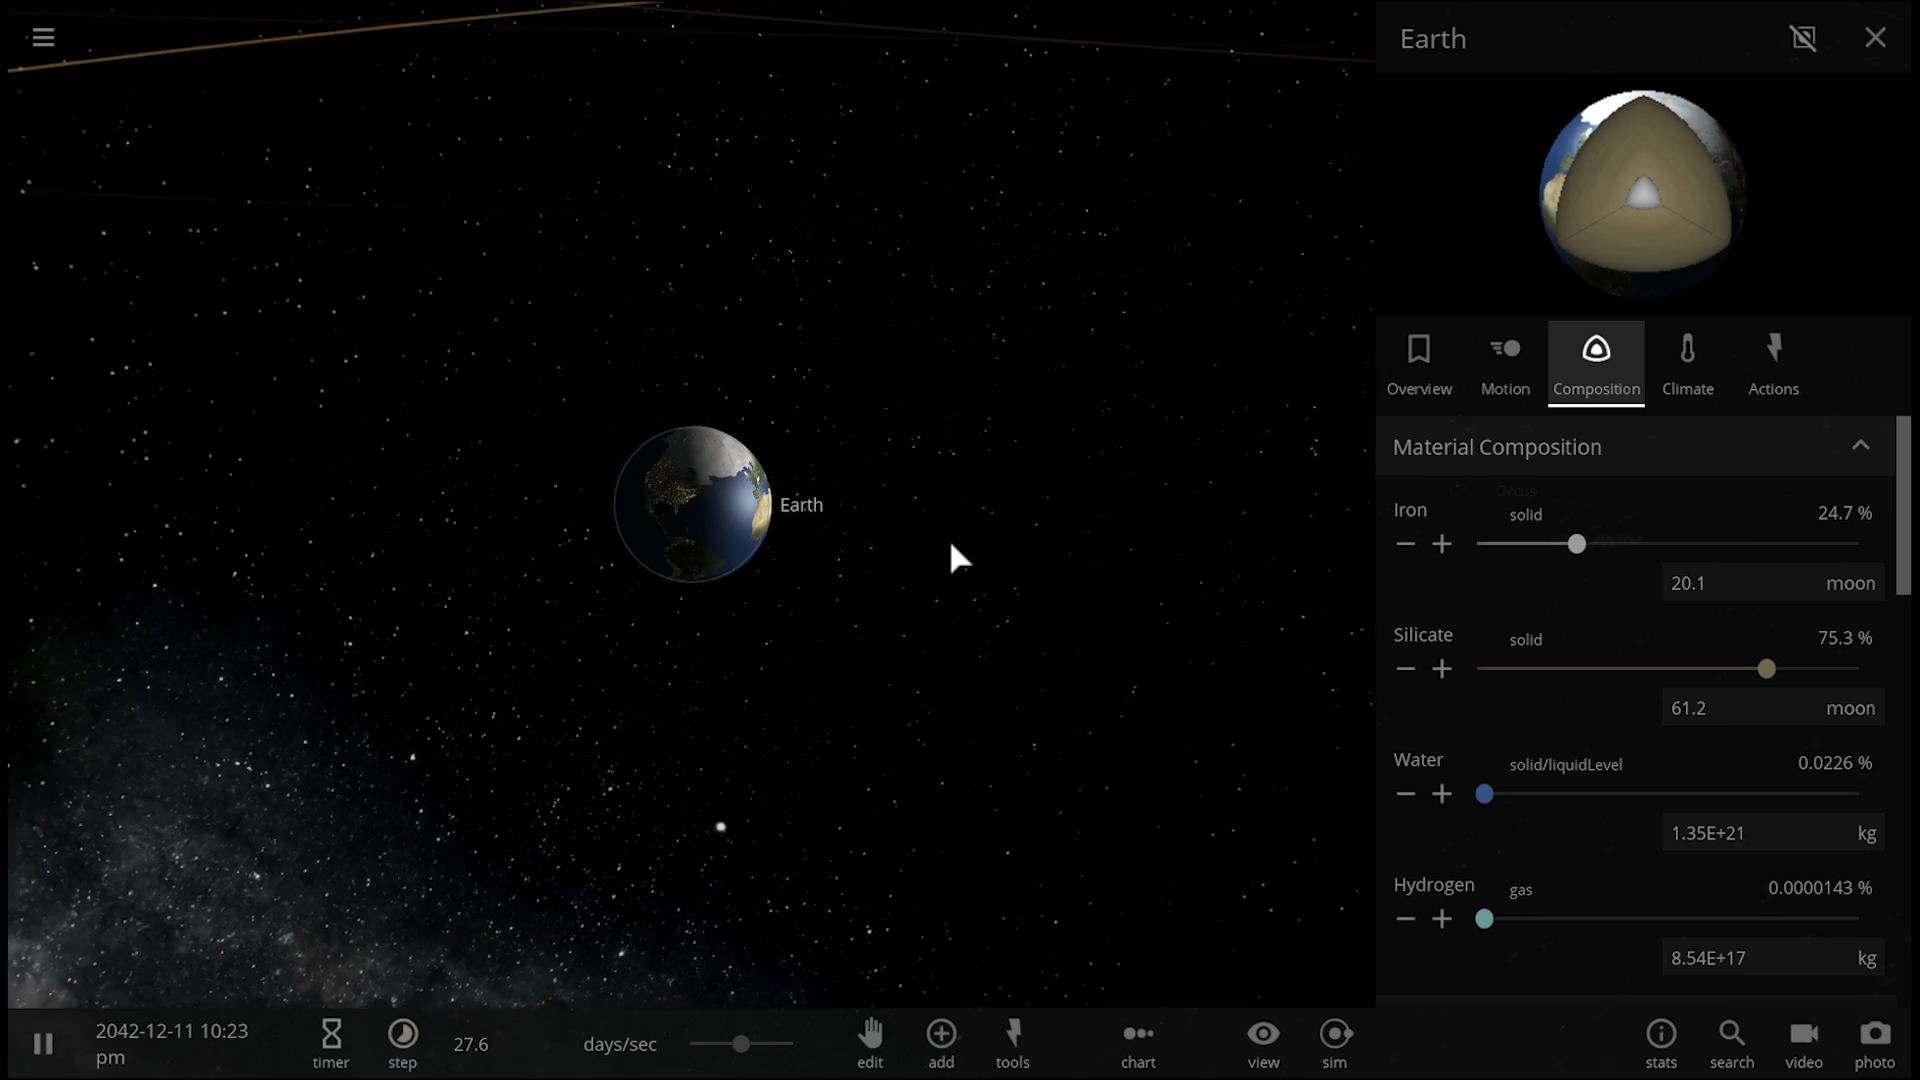 Earth
Overview
Motion
Composition
Climate
Actions
Material Composition
Iron
solid
24.7 %
20.1 moon
Silicate
solid
75.3 %
61.2 moon
Water
solid/liquidLevel
0.0226 %
1.35E+21 kg
Hydrogen
gas
0.0000143 %
8.54E+17 kg
Earth
2042-12-11 10:23
pm
timer
step
27.6
days/sec
edit
add
tools
chart
view
sim
stats
search
video
photo